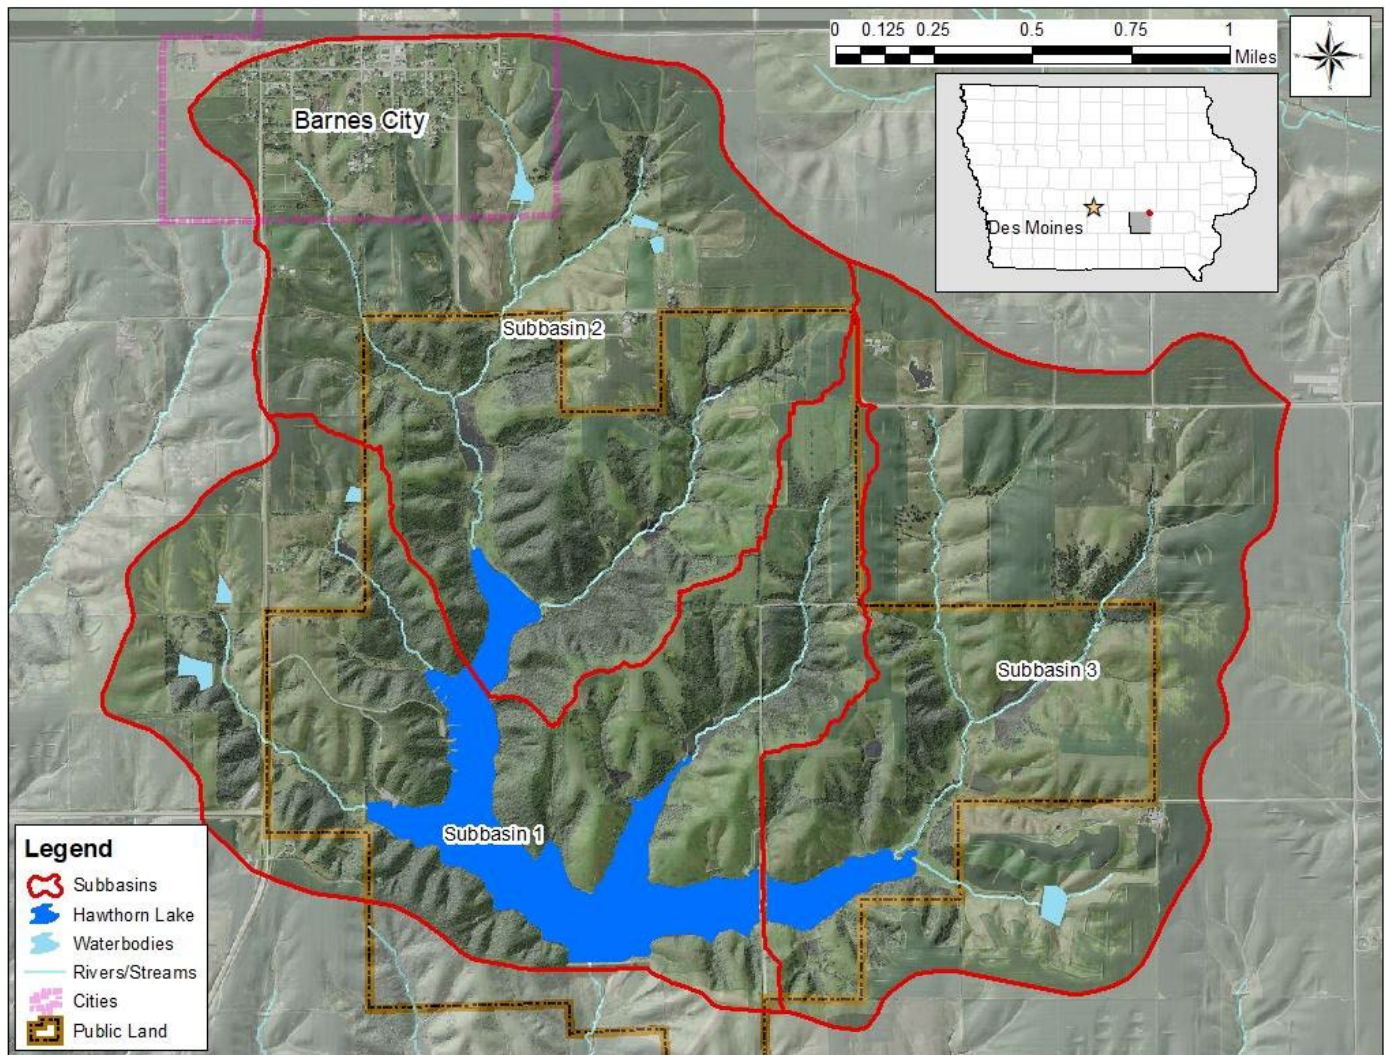 0 0.125 0.25 0.5 0.75 1
Miles
N
W E
S
Barnes City
Des Moines
Subbasin 2
Subbasin 3
Subbasin 1
Legend
Subbasins
Hawthorn Lake
Waterbodies
Rivers/Streams
Cities
Public Land